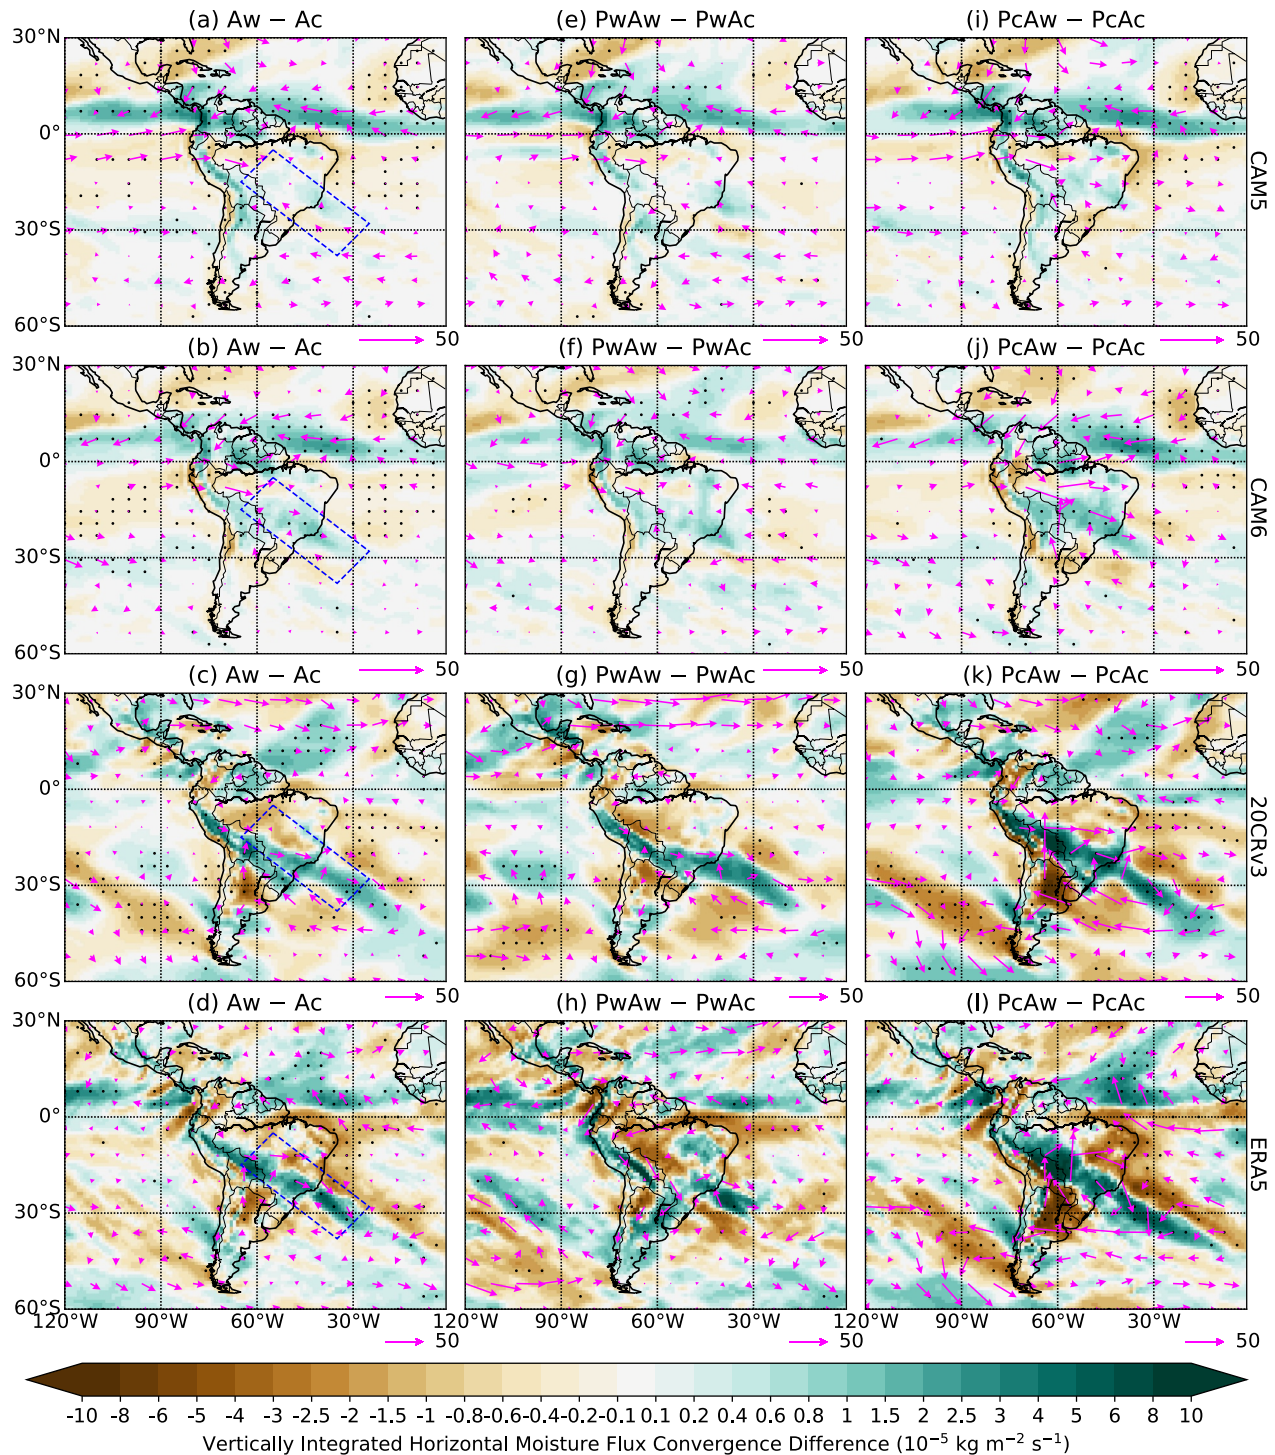 (a) Aw − Ac
(e) PwAw − PwAc
(i) PcAw − PcAc
30°N
0°
30°S
60°S
50
50
50
CAM5
(b) Aw − Ac
(f) PwAw − PwAc
(j) PcAw − PcAc
30°N
0°
30°S
60°S
50
50
50
CAM6
(c) Aw − Ac
(g) PwAw − PwAc
(k) PcAw − PcAc
30°N
0°
30°S
60°S
50
50
50
20CRv3
(d) Aw − Ac
(h) PwAw − PwAc
(l) PcAw − PcAc
30°N
0°
30°S
60°S
120°W 90°W 60°W 30°W 120°W 90°W 60°W 30°W 120°W 90°W 60°W 30°W
50
50
50
ERA5
-10 -8 -6 -4 -3 -2.5 -2 -1.5 -1 -0.8 -0.6 -0.4 -0.2 -0.1 0.1 0.2 0.4 0.6 0.8 1 1.5 2 2.5 3 4 5 6 8 10
Vertically Integrated Horizontal Moisture Flux Convergence Difference (10⁻⁵ kg m⁻² s⁻¹)